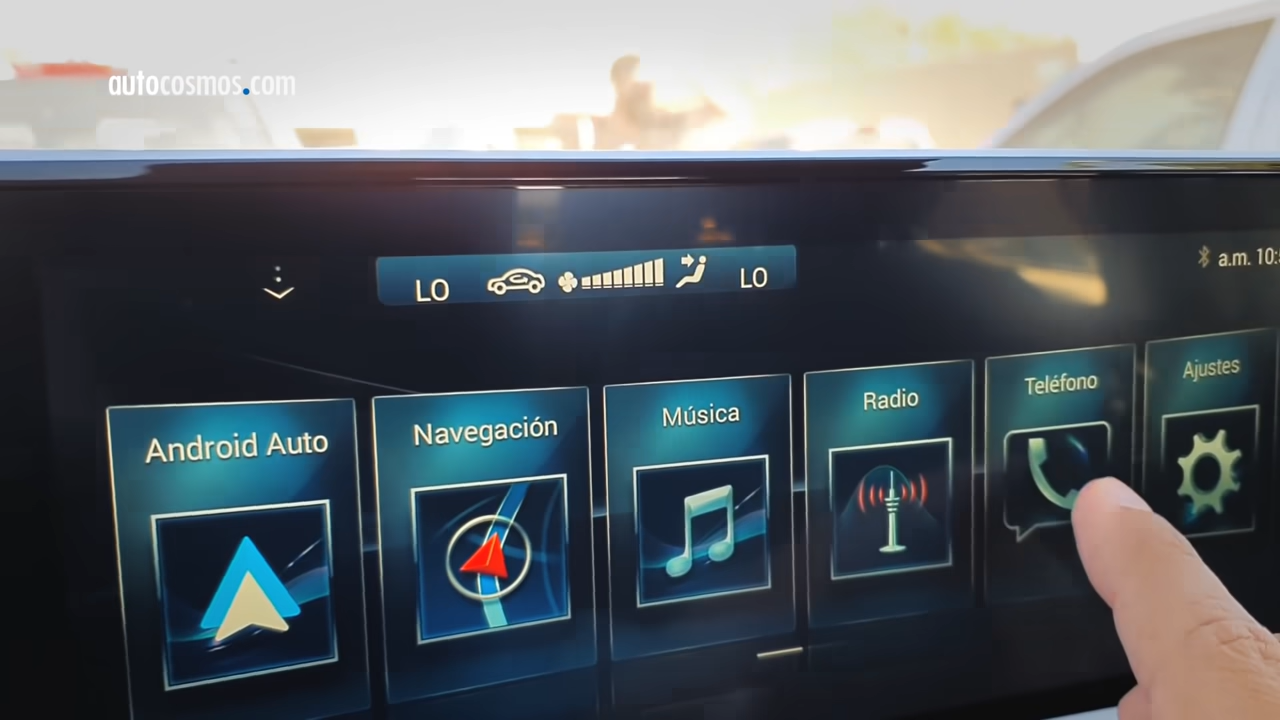 autocosmos.com
LO LO
a.m. 10:
Android Auto
Navegación
Música
Radio
Teléfono
Ajustes